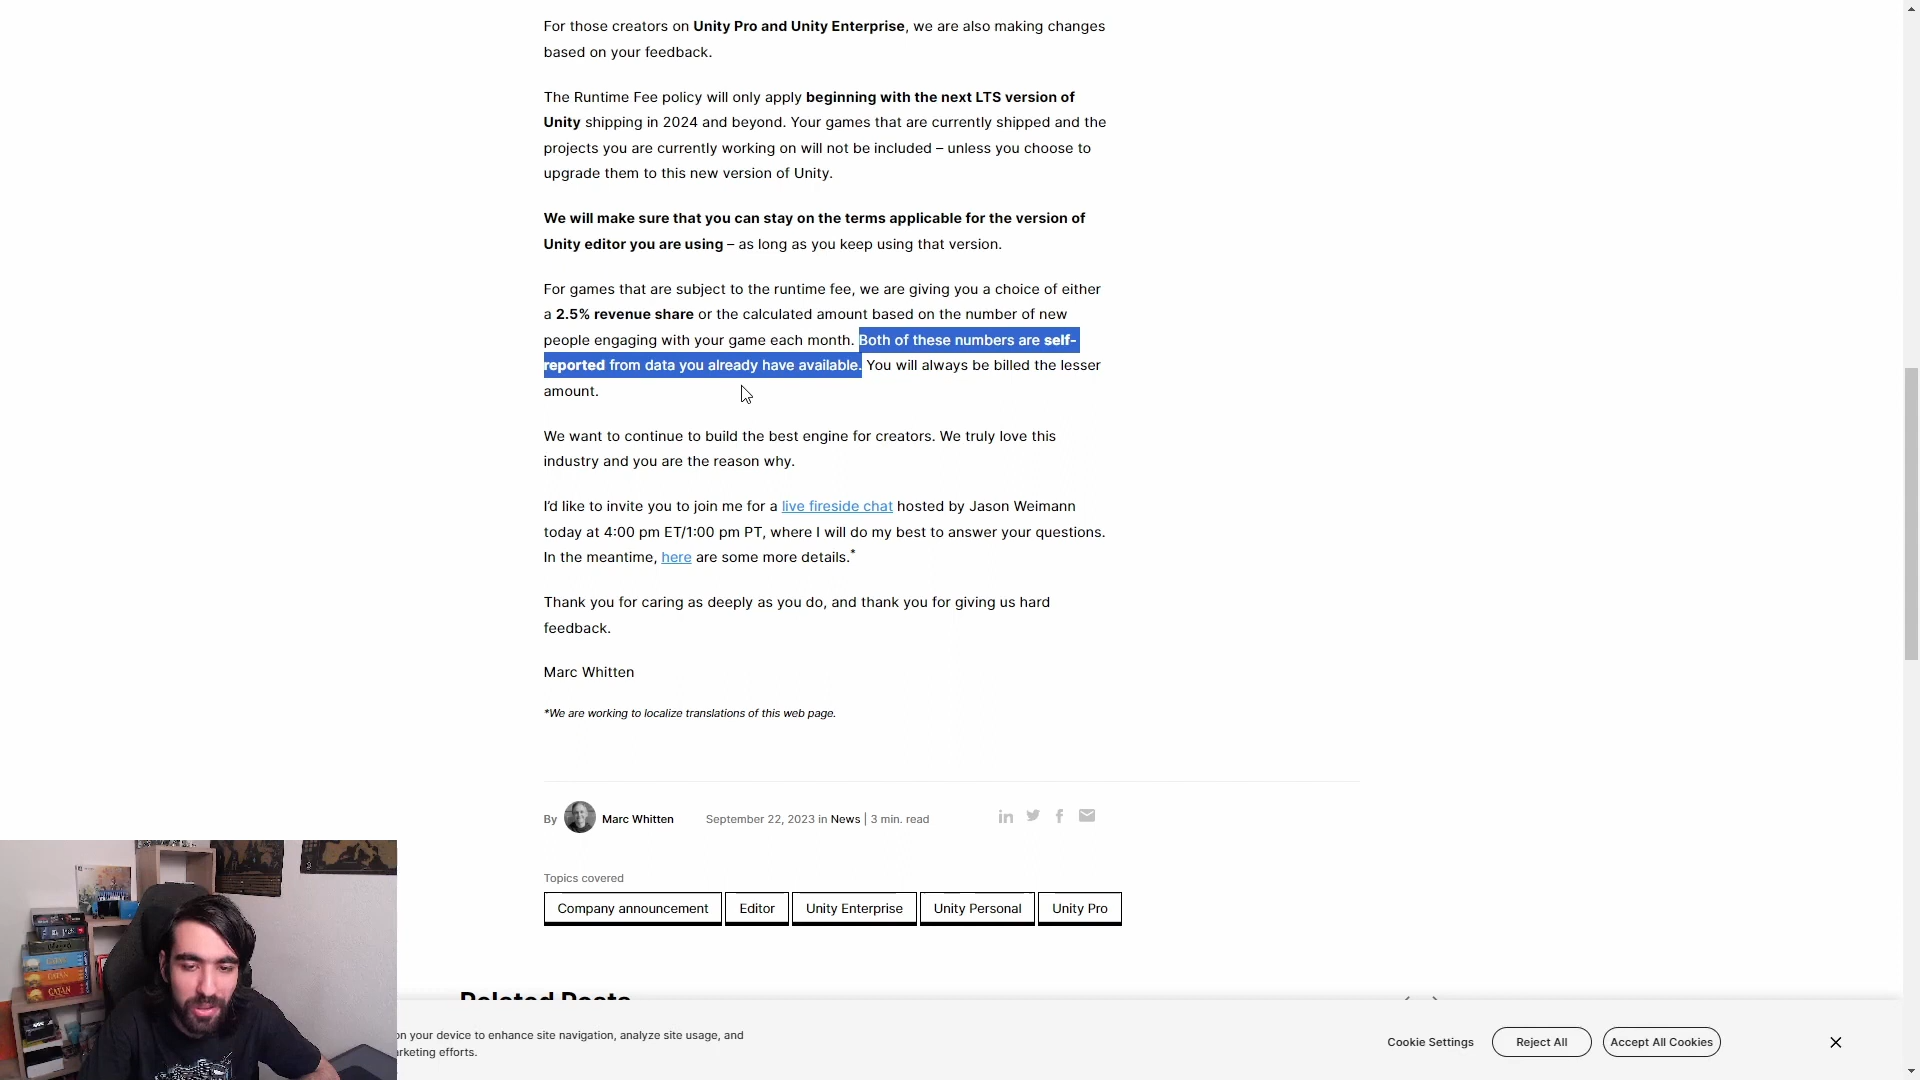 For those creators on Unity Pro and Unity Enterprise, we are also making changes
based on your feedback.
The Runtime Fee policy will only apply beginning with the next LTS version of
Unity shipping in 2024 and beyond. Your games that are currently shipped and the
projects you are currently working on will not be included – unless you choose to
upgrade them to this new version of Unity.
We will make sure that you can stay on the terms applicable for the version of
Unity editor you are using – as long as you keep using that version.
For games that are subject to the runtime fee, we are giving you a choice of either
a 2.5% revenue share or the calculated amount based on the number of new
people engaging with your game each month. Both of these numbers are self-
reported from data you already have available. You will always be billed the lesser
amount.
We want to continue to build the best engine for creators. We truly love this
industry and you are the reason why.
I'd like to invite you to join me for a live fireside chat hosted by Jason Weimann
today at 4:00 pm ET/1:00 pm PT, where I will do my best to answer your questions.
In the meantime, here are some more details.*
Thank you for caring as deeply as you do, and thank you for giving us hard
feedback.
Marc Whitten
*We are working to localize translations of this web page.
By Marc Whitten September 22, 2023 in News | 3 min. read
Topics covered
Company announcement Editor Unity Enterprise Unity Personal Unity Pro
Related Posts
on your device to enhance site navigation, analyze site usage, and
arketing efforts.
Cookie Settings Reject All Accept All Cookies
CATAN
CATAN
CATAN